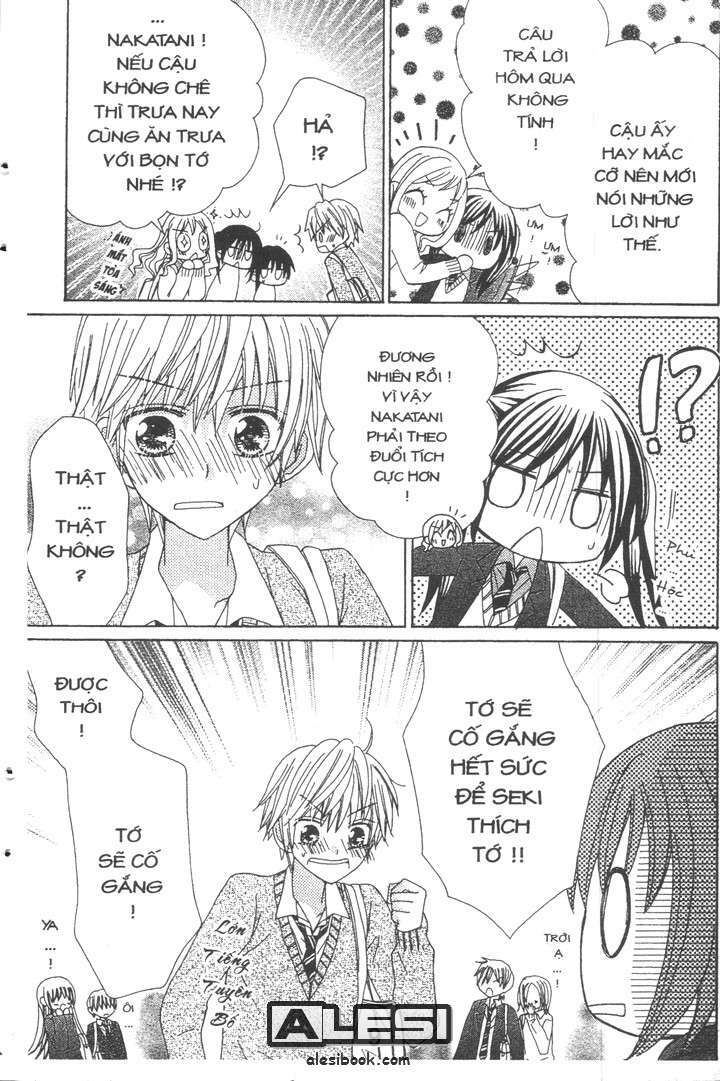 CẬU ẤY
HAY MẮC
CỠ NÊN MỚI
NÓI NHỮNG
LỜI NHƯ
THẾ.
CÂU
TRẢ LỜI
HÔM QUA
KHÔNG
TÍNH
!
ƯM
!
ƯM
!
HẢ
!?
...
NAKATANI !
NẾU CẬU
KHÔNG CHÊ
THÌ TRƯA NAY
CÙNG ĂN TRƯA
VỚI BỌN TỚ
NHÉ !?
ÁNH
MẮT
TỎA
SÁNG
!?
Phụ
Hóc
ĐƯƠNG
NHIÊN RỒI !
VÌ VẬY
NAKATANI
PHẢI THEO
ĐUỔI TÍCH
CỰC HƠN
!
THẬT
...
THẬT
KHÔNG
?
TỚ SẼ
CỐ GẮNG
HẾT SỨC
ĐỂ SEKI
THÍCH
TỚ !!
ĐƯỢC
THÔI
!
TỚ
SẼ CỐ
GẮNG
!
Lớn
Tiếng
Tuyên
Bố
TRỜI
Ạ
... !
YA
...
!
ÔI ...
ALESI
alesibook.com